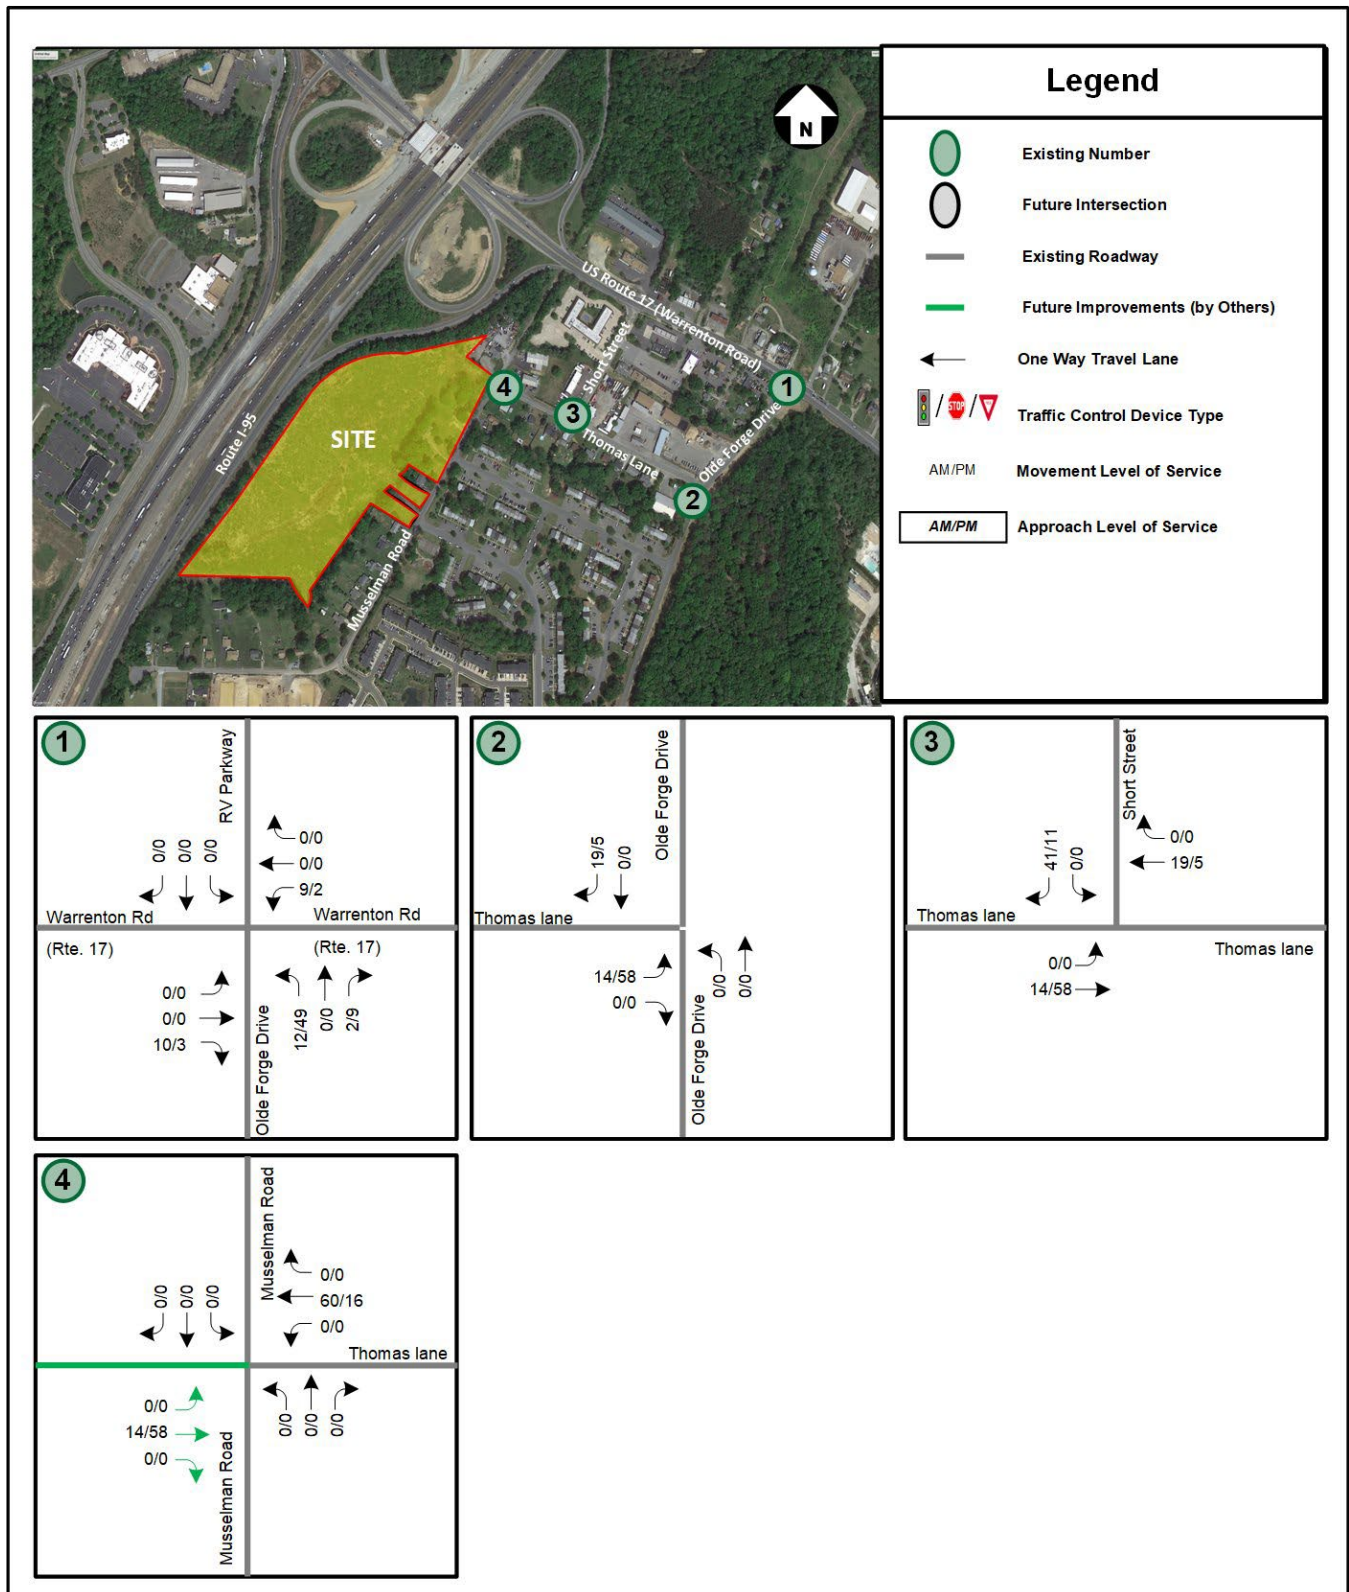 Legend
N
Existing Number
Future Intersection
Existing Roadway
Future Improvements (by Others)
One Way Travel Lane
/ STOP / Traffic Control Device Type
AM/PM Movement Level of Service
AM/PM Approach Level of Service
US Route 17 (Warrenton Road)
Short Street
1
4
3
Olde Forge Drive
Thomas Lane
2
SITE
Route I-95
Musselman Road
1
RV Parkway
0/0
0/0
0/0
0/0
0/0
9/2
Warrenton Rd
Warrenton Rd
(Rte. 17)
(Rte. 17)
0/0
0/0
10/3
Olde Forge Drive
12/49
0/0
2/9
2
Olde Forge Drive
19/5
0/0
Thomas lane
14/58
0/0
Olde Forge Drive
0/0
0/0
3
Short Street
41/11
0/0
0/0
19/5
Thomas lane
Thomas lane
0/0
14/58
4
Musselman Road
0/0
0/0
0/0
0/0
60/16
0/0
Thomas lane
0/0
14/58
0/0
Musselman Road
0/0
0/0
0/0